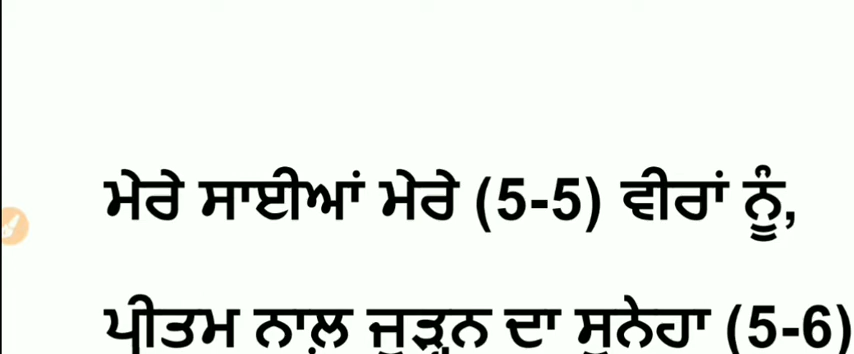 ਮੇਰੇ ਸਾਈਆਂ ਮੇਰੇ (5-5) ਵੀਰਾਂ ਨੂੰ,
ਪ੍ਰੀਤਮ ਨਾਲ਼ ਜੁੜਨ ਦਾ ਸੁਨੇਹਾ (5-6)